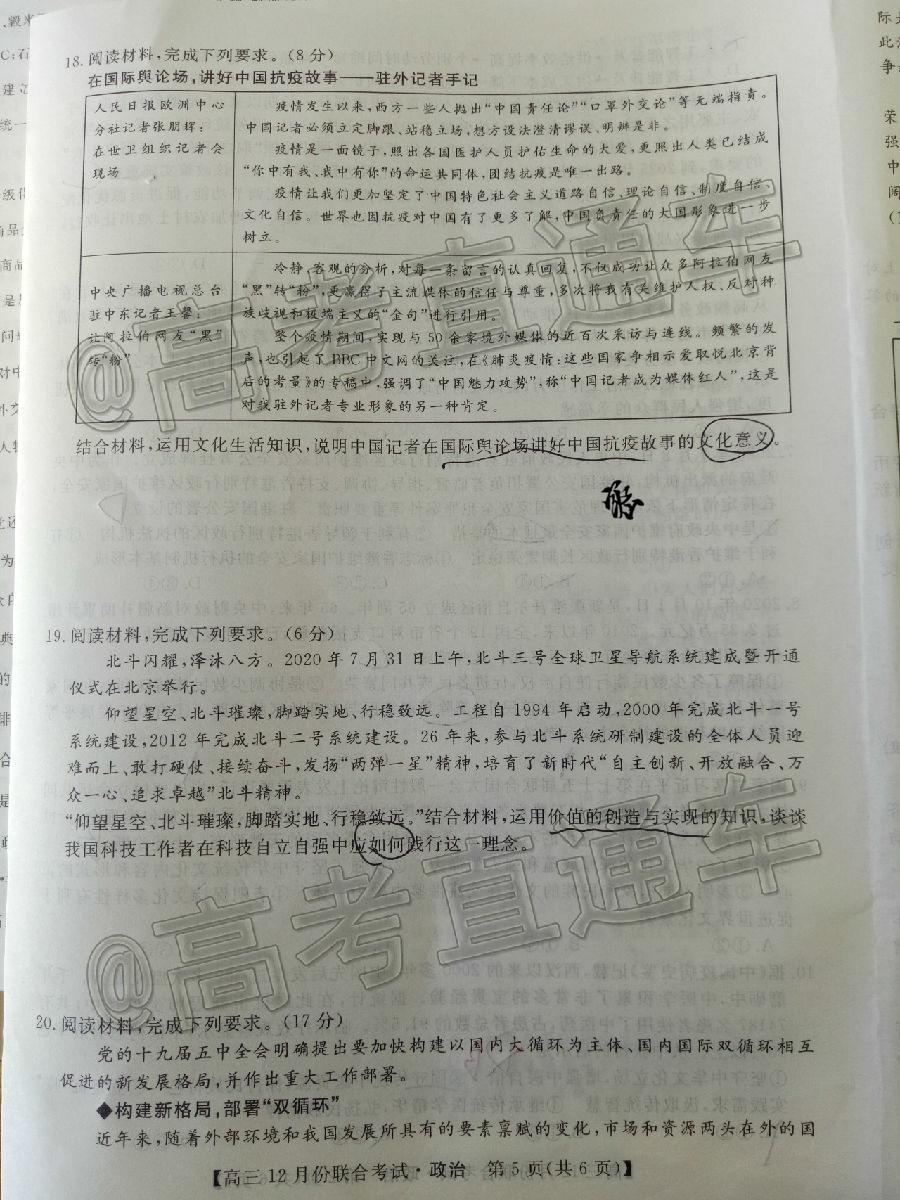 18. 阅读材料,完成下列要求。(8分)
在国际舆论场,讲好中国抗疫故事——驻外记者手记
人民日报欧洲中心
分社记者张朋辉:
在世卫组织记者会
现场
疫情发生以来,西方一些人抛出“中国责任论”“口罩外交论”等无端指责。
中国记者必须立定脚跟、站稳立场,想方设法澄清谬误、明辨是非。
疫情是一面镜子,照出各国医护人员护佑生命的大爱,更照出人类已结成
“你中有我、我中有你”的命运共同体,团结抗疫是唯一出路。
疫情让我们更加坚定了中国特色社会主义道路自信、理论自信、制度自信、
文化自信。世界也因抗疫对中国有了更多了解,中国负责任的大国形象进一步
树立。
中央广播电视总台
驻中东记者王馨:
让阿拉伯网友“黑”
转“粉”
冷静、客观的分析,对每一条留言的认真回复,不仅成功让众多阿拉伯网友
“黑”转“粉”,更赢得了主流媒体的信任与尊重,多次将我有关维护人权、反对种
族歧视和极端主义的“金句”进行引用。
整个疫情期间,实现与50余家境外媒体的近百次采访与连线。频繁的发
声,也引起了BBC中文网的关注,在《肺炎疫情:这些国家争相示爱取悦北京背
后的考量》的专稿中,强调了“中国魅力攻势”,称“中国记者成为媒体红人”,这是
对我驻外记者专业形象的另一种肯定。
结合材料,运用文化生活知识,说明中国记者在国际舆论场讲好中国抗疫故事的文化意义。
19. 阅读材料,完成下列要求。(6分)
北斗闪耀,泽沐八方。2020年7月31日上午,北斗三号全球卫星导航系统建成暨开通
仪式在北京举行。
仰望星空、北斗璀璨,脚踏实地、行稳致远。工程自1994年启动,2000年完成北斗一号
系统建设,2012年完成北斗二号系统建设。26年来,参与北斗系统研制建设的全体人员迎
难而上、敢打硬仗、接续奋斗,发扬“两弹一星”精神,培育了新时代“自主创新、开放融合、万
众一心、追求卓越”北斗精神。
“仰望星空、北斗璀璨,脚踏实地、行稳致远。”结合材料,运用价值的创造与实现的知识,谈谈
我国科技工作者在科技自立自强中应如何践行这一理念。
20. 阅读材料,完成下列要求。(17分)
党的十九届五中全会明确提出要加快构建以国内大循环为主体、国内国际双循环相互
促进的新发展格局,并作出重大工作部署。
◆构建新格局,部署“双循环”
近年来,随着外部环境和我国发展所具有的要素禀赋的变化,市场和资源两头在外的国
【高三12月份联合考试·政治 第5页(共6页)】
@高考直通车
@高考直通车